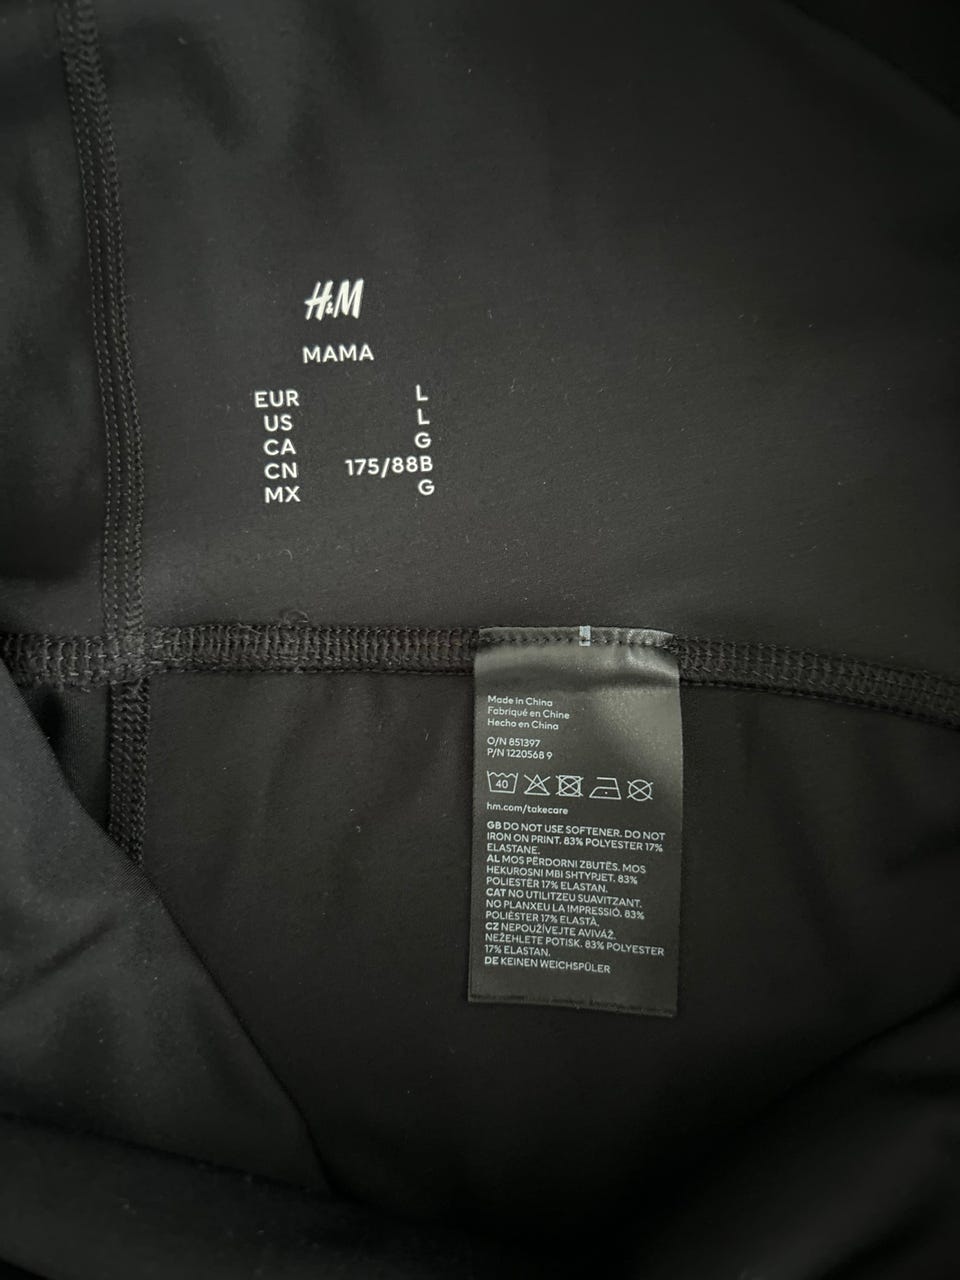 H&M
MAMA
EUR L
US L
CA G
CN 175/88B
MX G
Made in China
Fabriqué en Chine
Hecho en China
O/N 851397
P/N 1220568 9
40
hm.com/takecare
GB DO NOT USE SOFTENER. DO NOT
IRON ON PRINT. 83% POLYESTER 17%
ELASTANE.
AL MOS PËRDORNI ZBUTËS. MOS
HEKUROSNI MBI SHTYPJET. 83%
POLIESTËR 17% ELASTAN.
CAT NO UTILITZEU SUAVITZANT.
NO PLANXEU LA IMPRESSIÓ. 83%
POLIÈSTER 17% ELASTÀ.
CZ NEPOUŽÍVEJTE AVIVÁŽ.
NEŽEHLETE POTISK. 83% POLYESTER
17% ELASTAN.
DE KEINEN WEICHSPÜLER